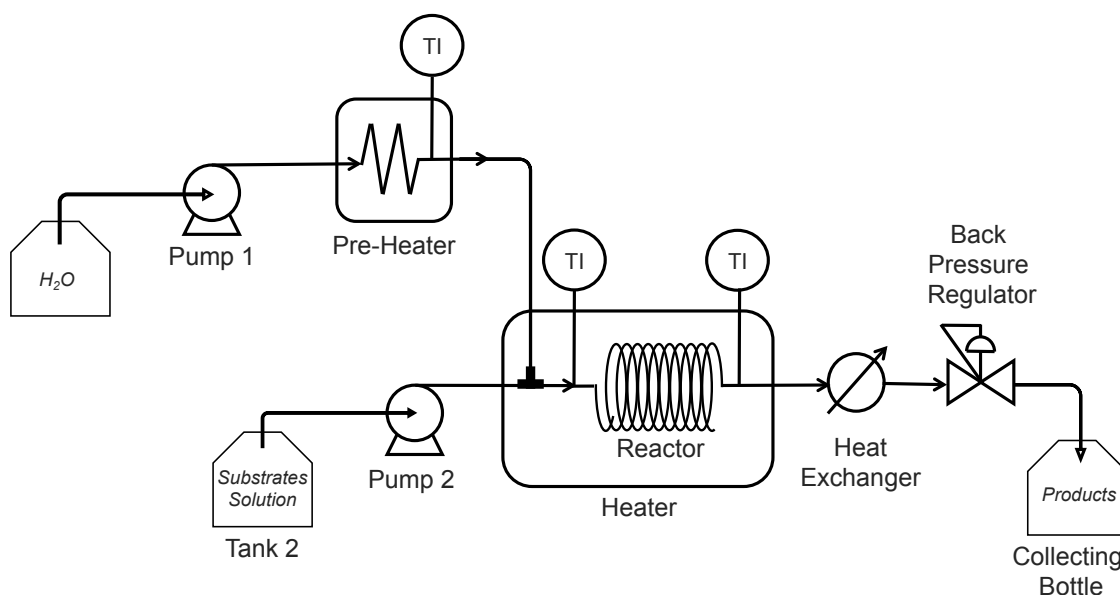 TI
Pre-Heater
Pump 1
H₂O
TI
TI
Back
Pressure
Regulator
Reactor
Heater
Pump 2
Substrates
Solution
Tank 2
Heat
Exchanger
Products
Collecting
Bottle